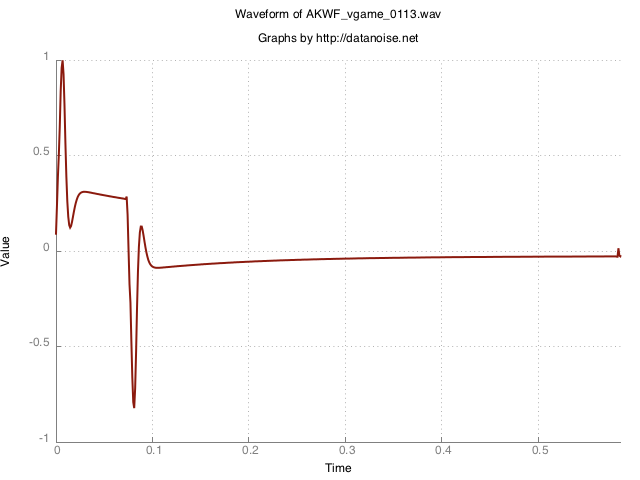 Waveform of AKWF_vgame_0113.wav
Graphs by http://datanoise.net
1
0.5
0
-0.5
-1
Value
0 0.1 0.2 0.3 0.4 0.5
Time